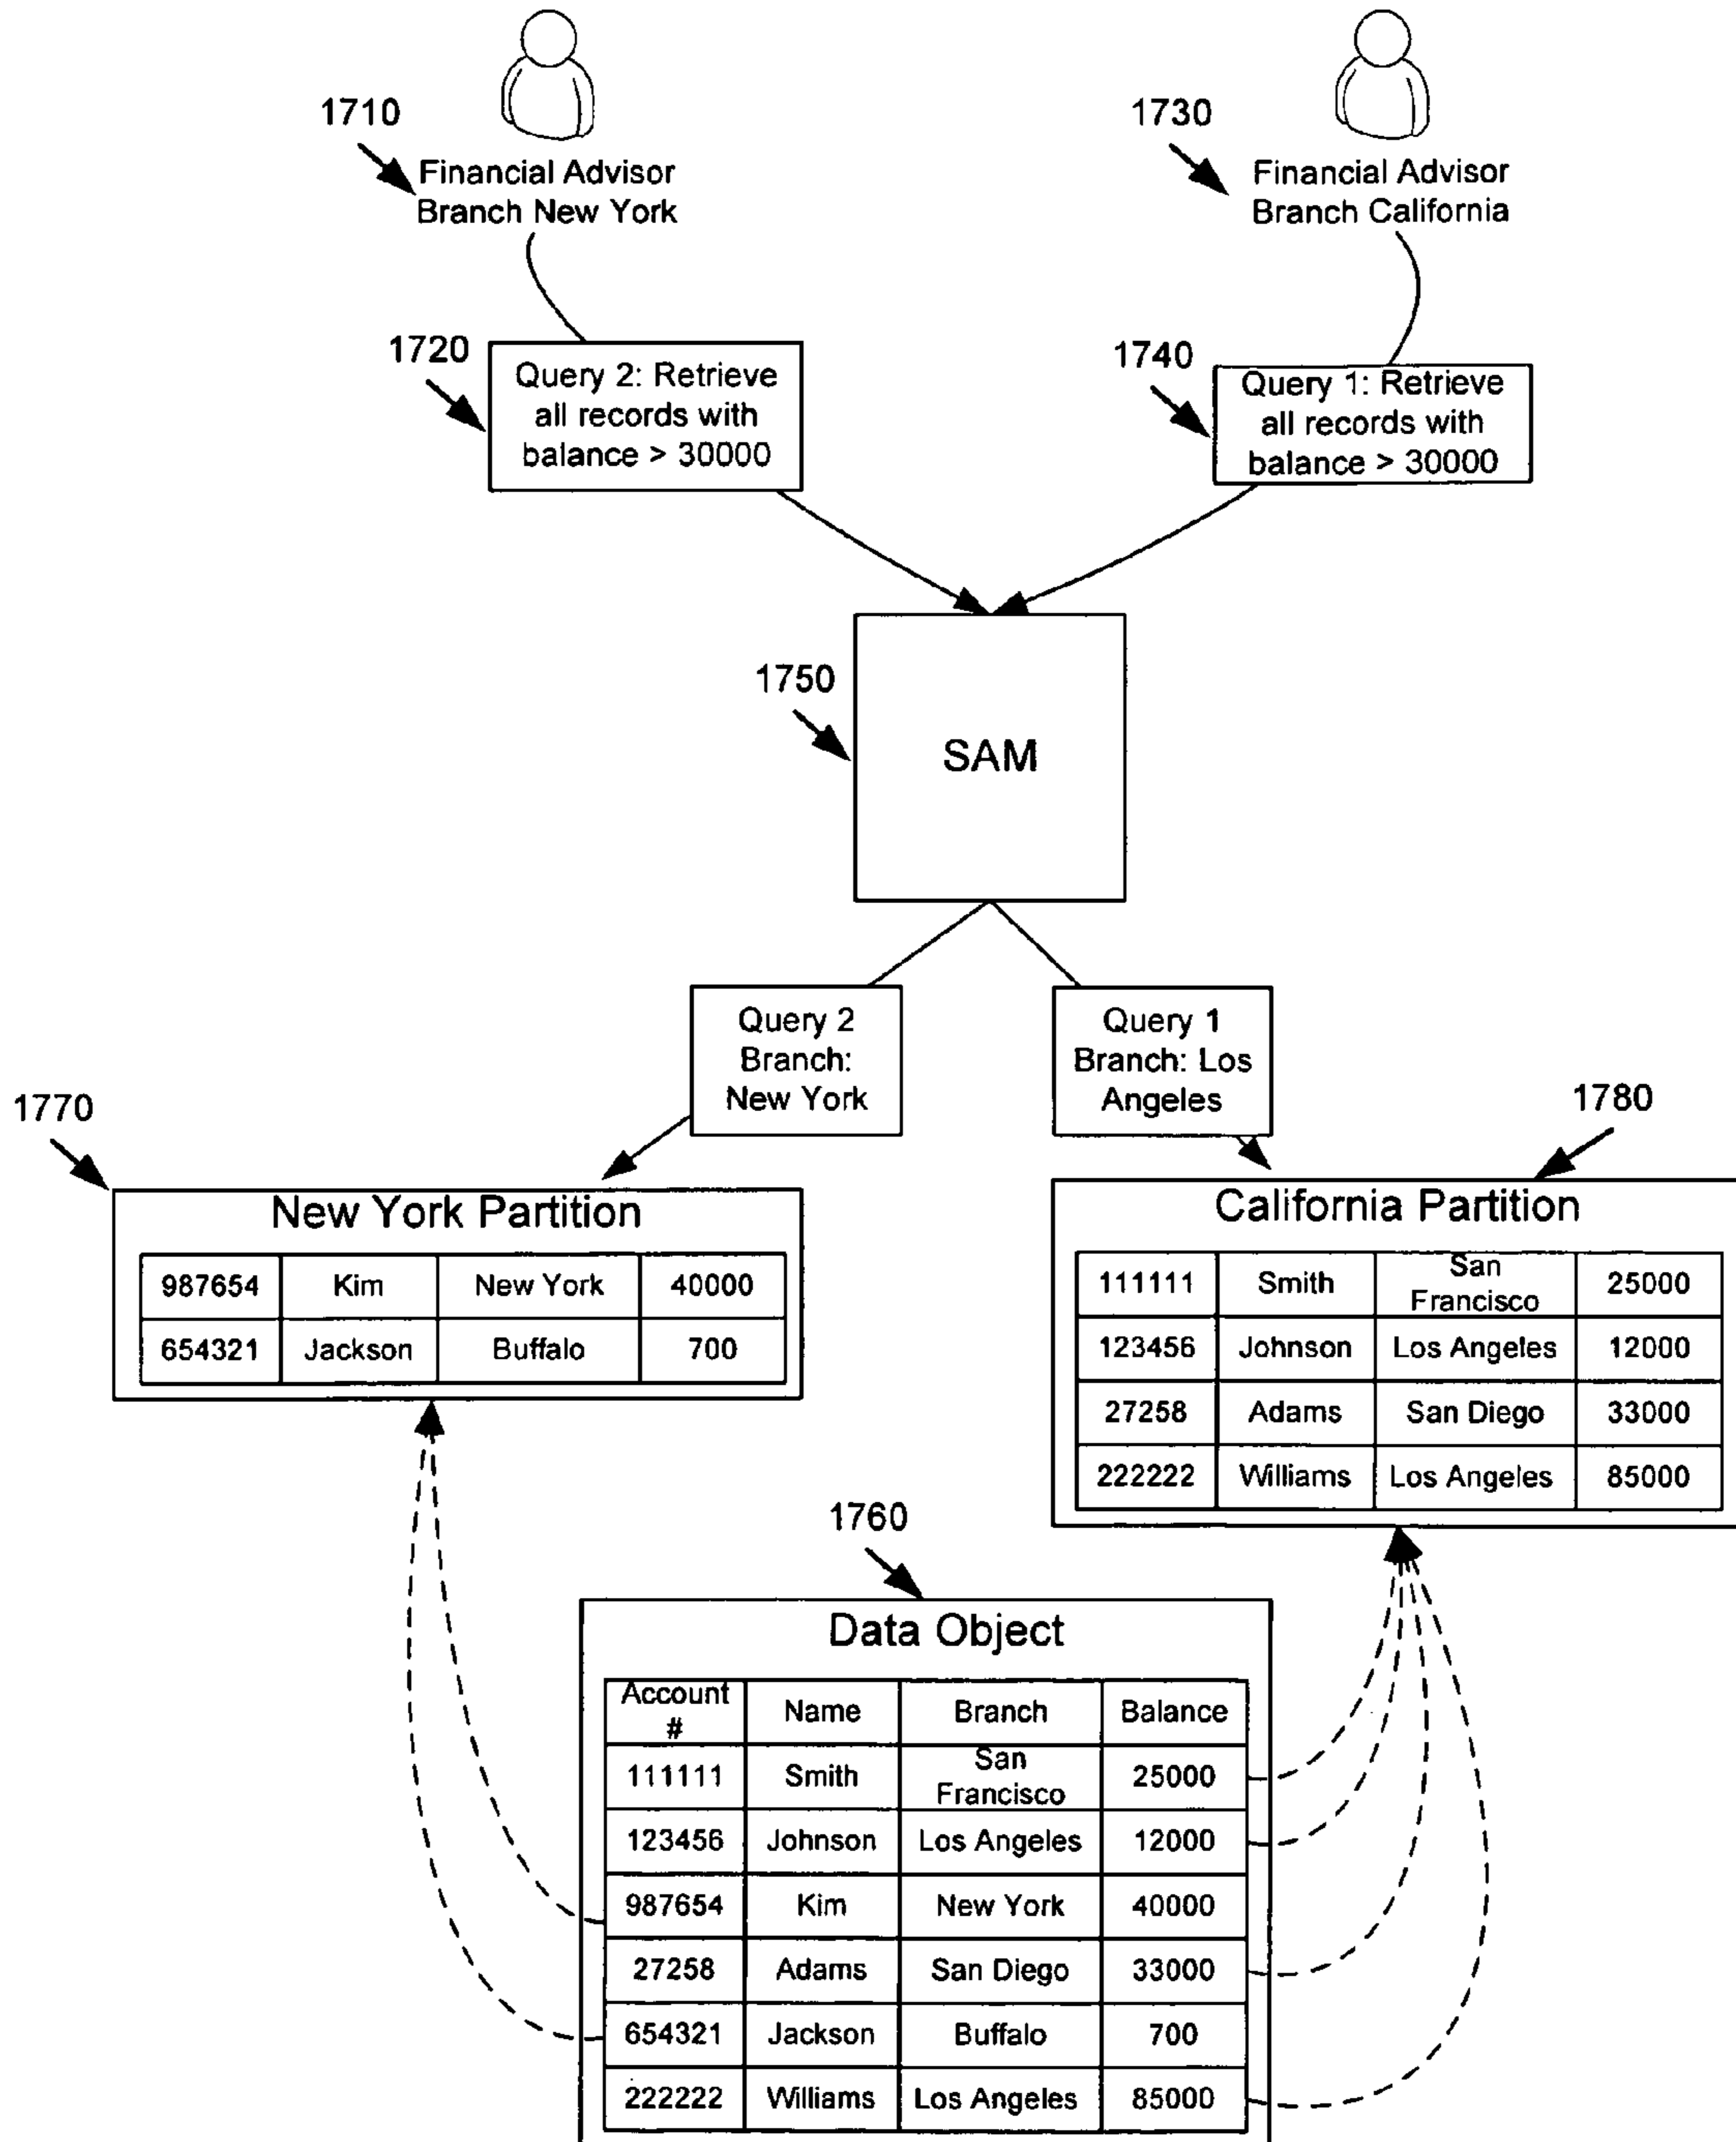 1710
Financial Advisor
Branch New York
1730
Financial Advisor
Branch California
1720
Query 2: Retrieve
all records with
balance > 30000
1740
Query 1: Retrieve
all records with
balance > 30000
1750
SAM
Query 2
Branch:
New York
Query 1
Branch: Los
Angeles
1770
New York Partition
987654 Kim New York 40000
654321 Jackson Buffalo 700
1780
California Partition
111111 Smith San
Francisco 25000
123456 Johnson Los Angeles 12000
27258 Adams San Diego 33000
222222 Williams Los Angeles 85000
1760
Data Object
Account
# Name Branch Balance
111111 Smith San
Francisco 25000
123456 Johnson Los Angeles 12000
987654 Kim New York 40000
27258 Adams San Diego 33000
654321 Jackson Buffalo 700
222222 Williams Los Angeles 85000